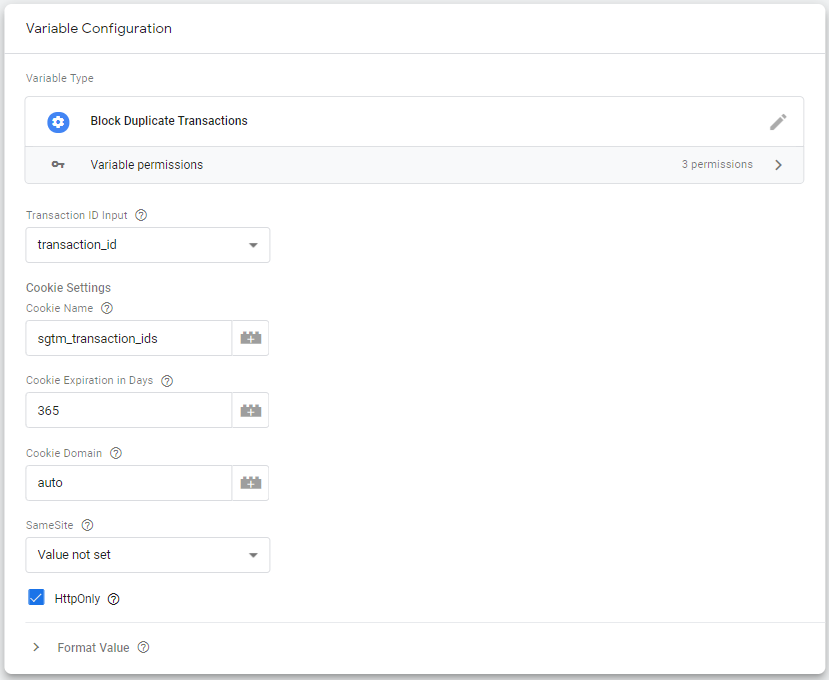 Variable Configuration
Variable Type
Block Duplicate Transactions
Variable permissions 3 permissions
Transaction ID Input
transaction_id
Cookie Settings
Cookie Name
sgtm_transaction_ids
Cookie Expiration in Days
365
Cookie Domain
auto
SameSite
Value not set
HttpOnly
Format Value